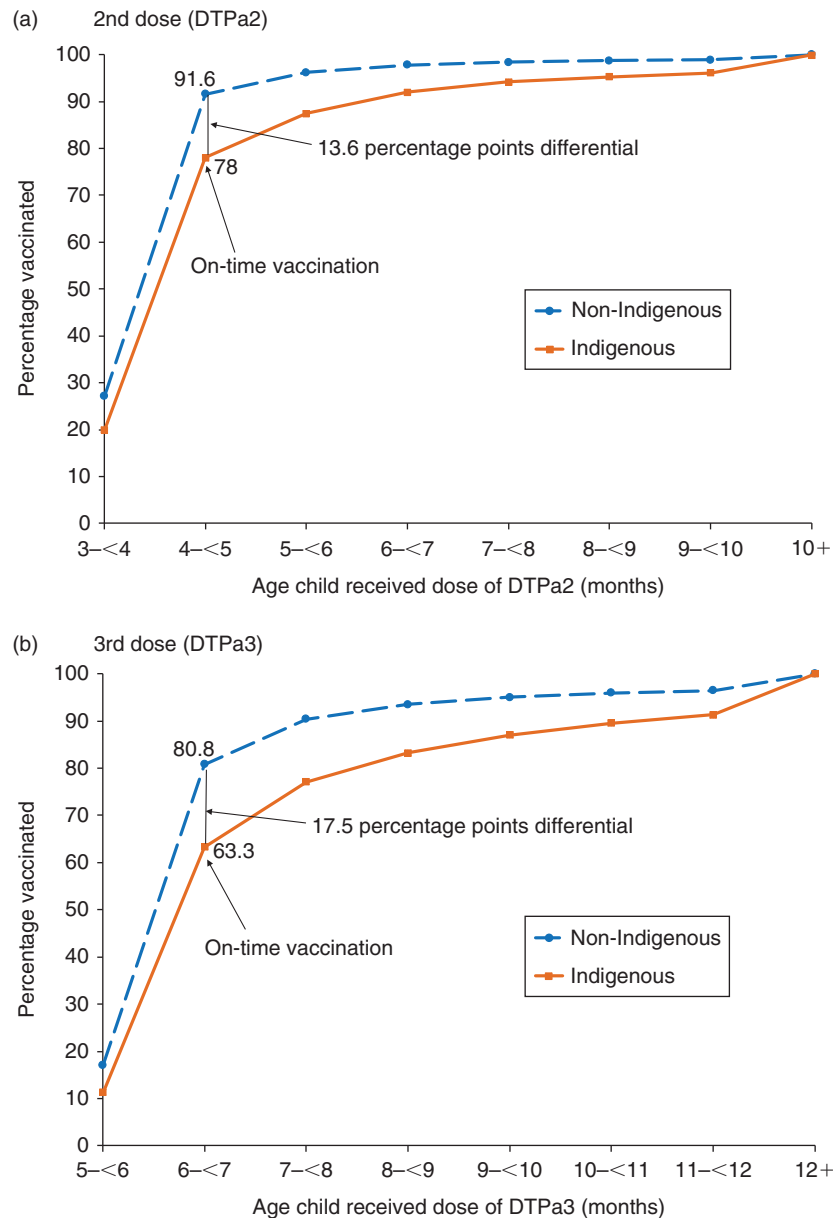 (a) 2nd dose (DTPa2)
Percentage vaccinated
100
90
80
70
60
50
40
30
20
10
0
91.6
13.6 percentage points differential
78
On-time vaccination
Non-Indigenous
Indigenous
3–<4 4–<5 5–<6 6–<7 7–<8 8–<9 9–<10 10+
Age child received dose of DTPa2 (months)
(b) 3rd dose (DTPa3)
Percentage vaccinated
100
90
80
70
60
50
40
30
20
10
0
80.8
17.5 percentage points differential
63.3
On-time vaccination
Non-Indigenous
Indigenous
5–<6 6–<7 7–<8 8–<9 9–<10 10–<11 11–<12 12+
Age child received dose of DTPa3 (months)